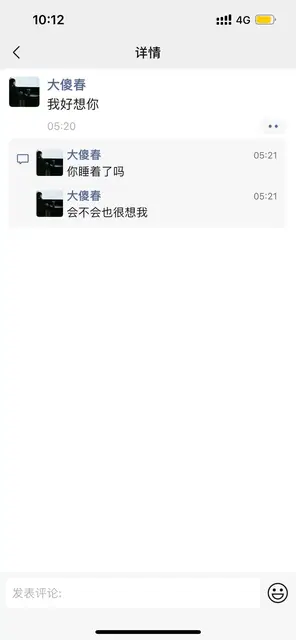 10:12
4G
详情
大傻春
我好想你
05:20
大傻春
05:21
你睡着了吗
大傻春
05:21
会不会也很想我
发表评论: